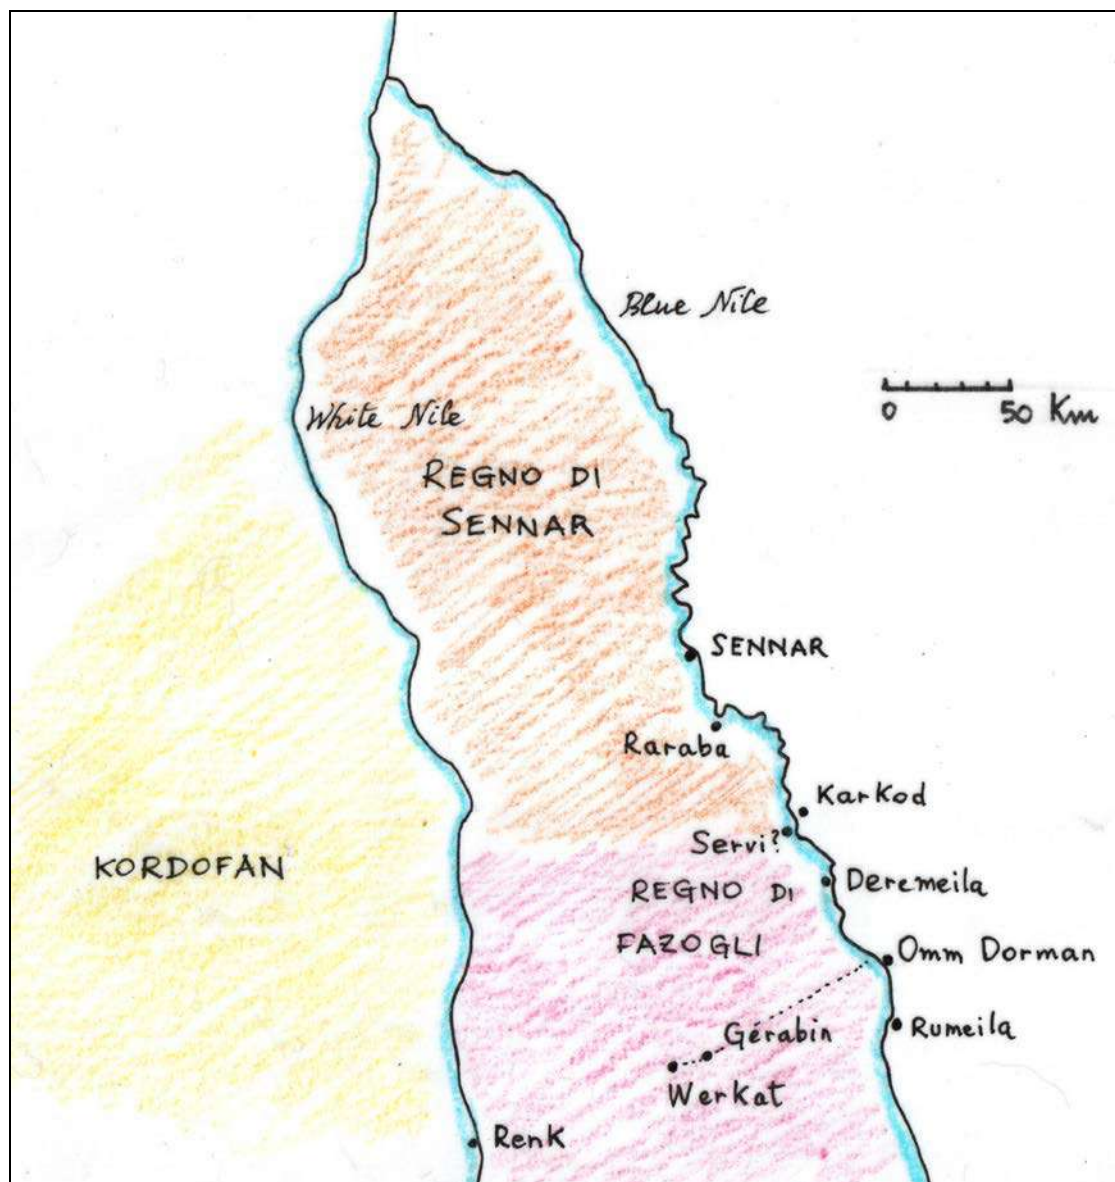 Blue Nile
0 50 Km
White Nile
REGNO DI
SENNAR
SENNAR
Raraba
Karkod
Servi?
KORDOFAN
REGNO DI
FAZOGLI
Deremeila
Omm Dorman
Rumeila
Gerabin
Werkat
Renk